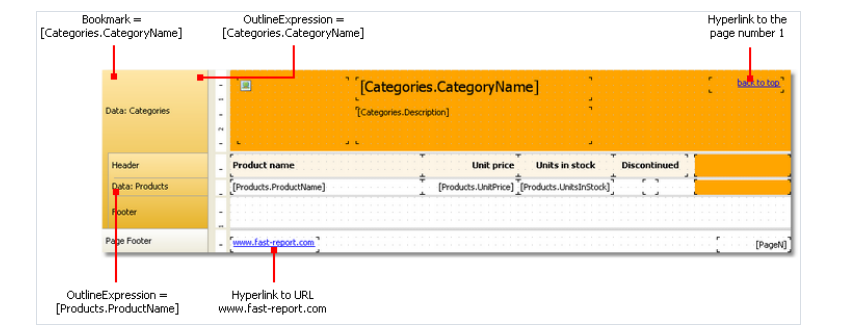 Bookmark =
[Categories.CategoryName]
OutlineExpression =
[Categories.CategoryName]
Hyperlink to the
page number 1
[Categories.CategoryName]
back to top
Data: Categories
[Categories.Description]
Header
Product name
Unit price
Units in stock
Discontinued
Data: Products
[Products.ProductName]
[Products.UnitPrice]
[Products.UnitsInStock]
Footer
Page Footer
www.fast-report.com
[PageN]
OutlineExpression =
[Products.ProductName]
Hyperlink to URL
www.fast-report.com